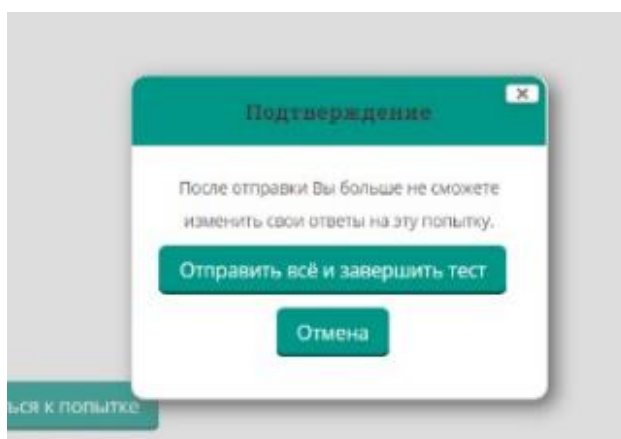 Подтверждение
После отправки Вы больше не сможете
изменить свои ответы на эту попытку.
Отправить всё и завершить тест
Отмена
ься к попытке